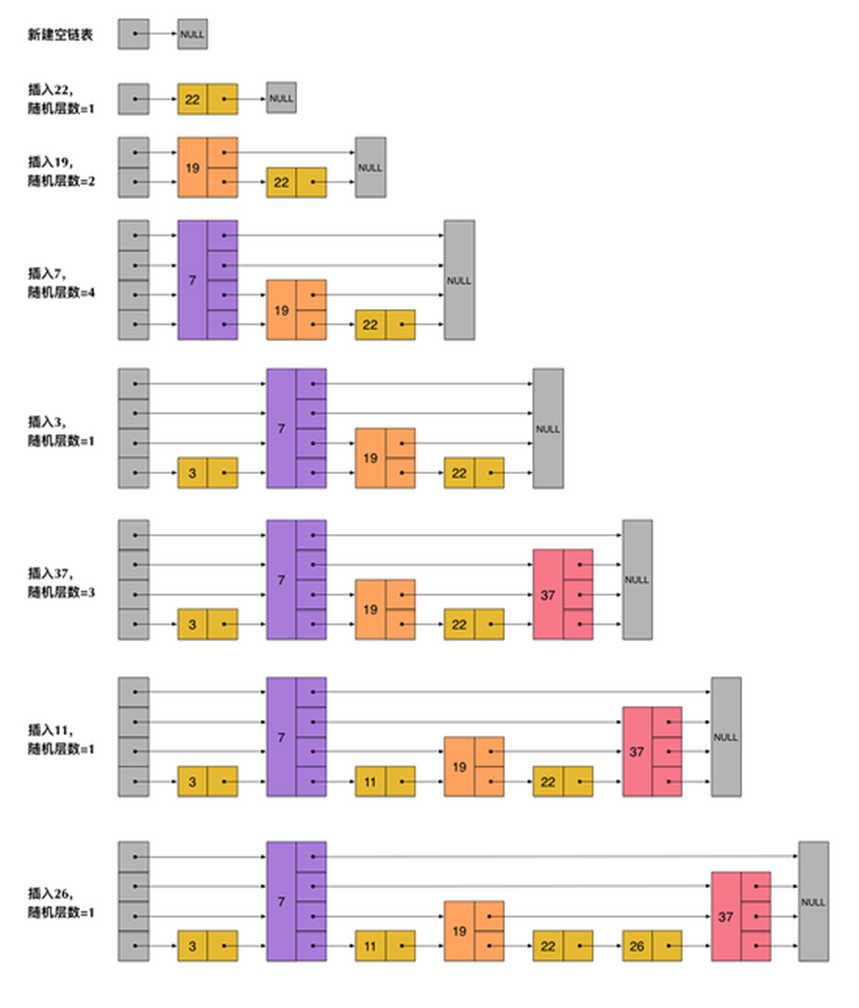 新建空链表
NULL
插入22,
随机层数=1
22
NULL
插入19,
随机层数=2
19
22
NULL
插入7,
随机层数=4
7
19
22
NULL
插入3,
随机层数=1
3
7
19
22
NULL
插入37,
随机层数=3
3
7
19
22
37
NULL
插入11,
随机层数=1
3
7
11
19
22
37
NULL
插入26,
随机层数=1
3
7
11
19
22
26
37
NULL